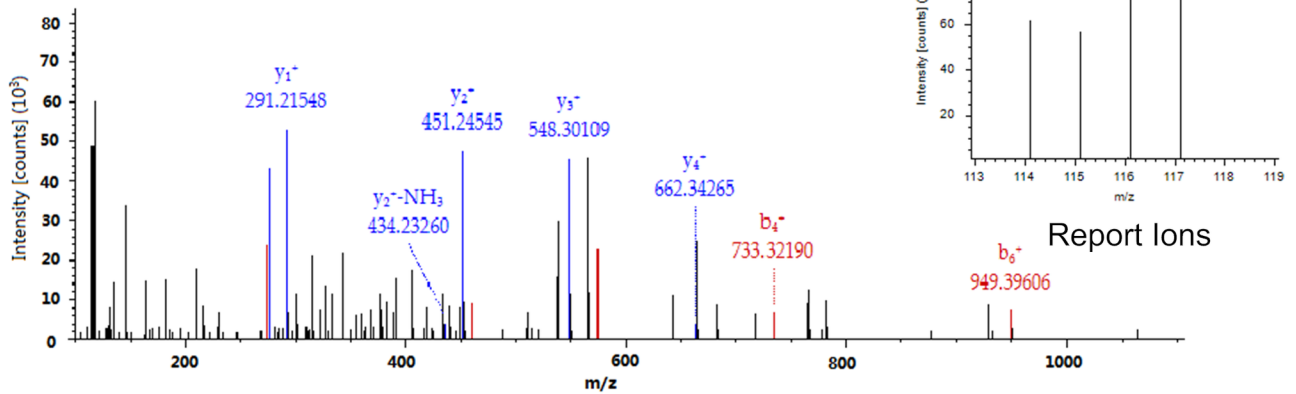 80
70
60
50
40
30
20
10
0
Intensity [counts] (10³)
y₁⁺
291.21548
y₂⁺-NH₃
434.23260
y₂⁺
451.24545
y₃⁺
548.30109
y₄⁺
662.34265
b₄⁺
733.32190
b₆⁺
949.39606
200
400
600
800
1000
m/z
60
40
20
Intensity [counts]
113
114
115
116
117
118
119
m/z
Report Ions